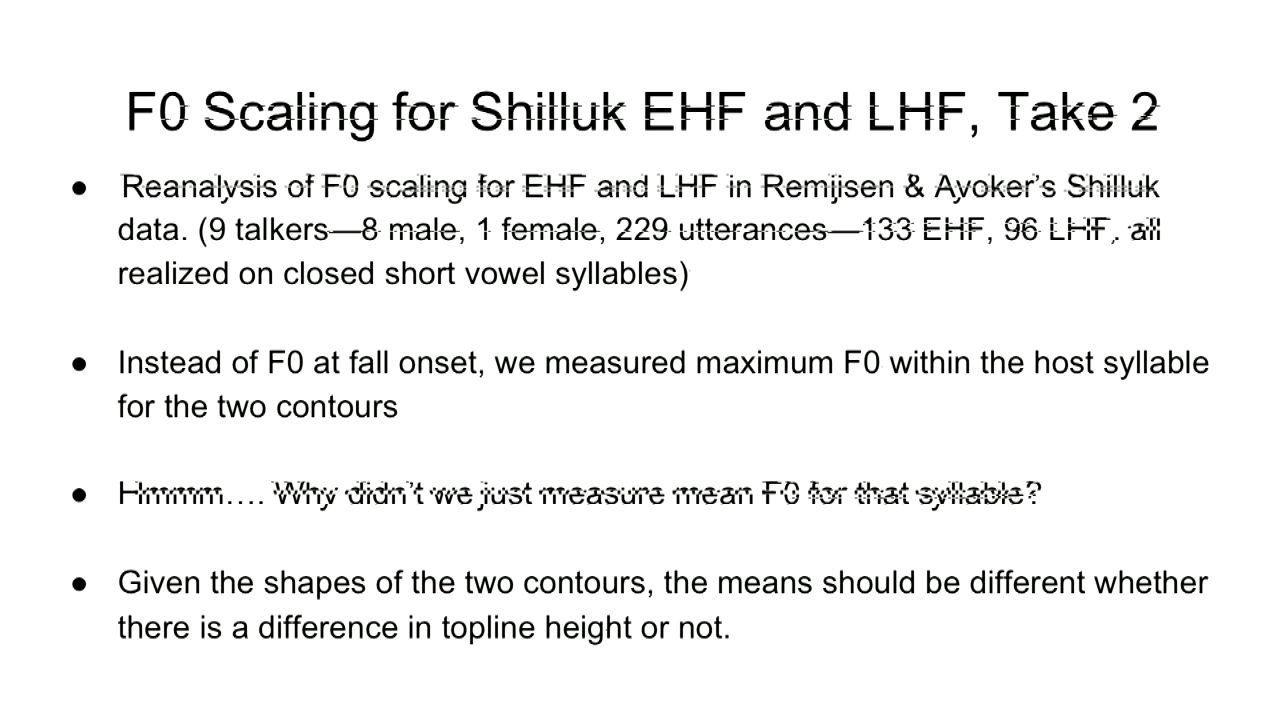 F0 Scaling for Shilluk EHF and LHF, Take 2
● Reanalysis of F0 scaling for EHF and LHF in Remijsen & Ayoker’s Shilluk
data. (9 talkers—8 male, 1 female, 229 utterances—133 EHF, 96 LHF, all
realized on closed short vowel syllables)
● Instead of F0 at fall onset, we measured maximum F0 within the host syllable
for the two contours
● Hmmm…. Why didn’t we just measure mean F0 for that syllable?
● Given the shapes of the two contours, the means should be different whether
there is a difference in topline height or not.